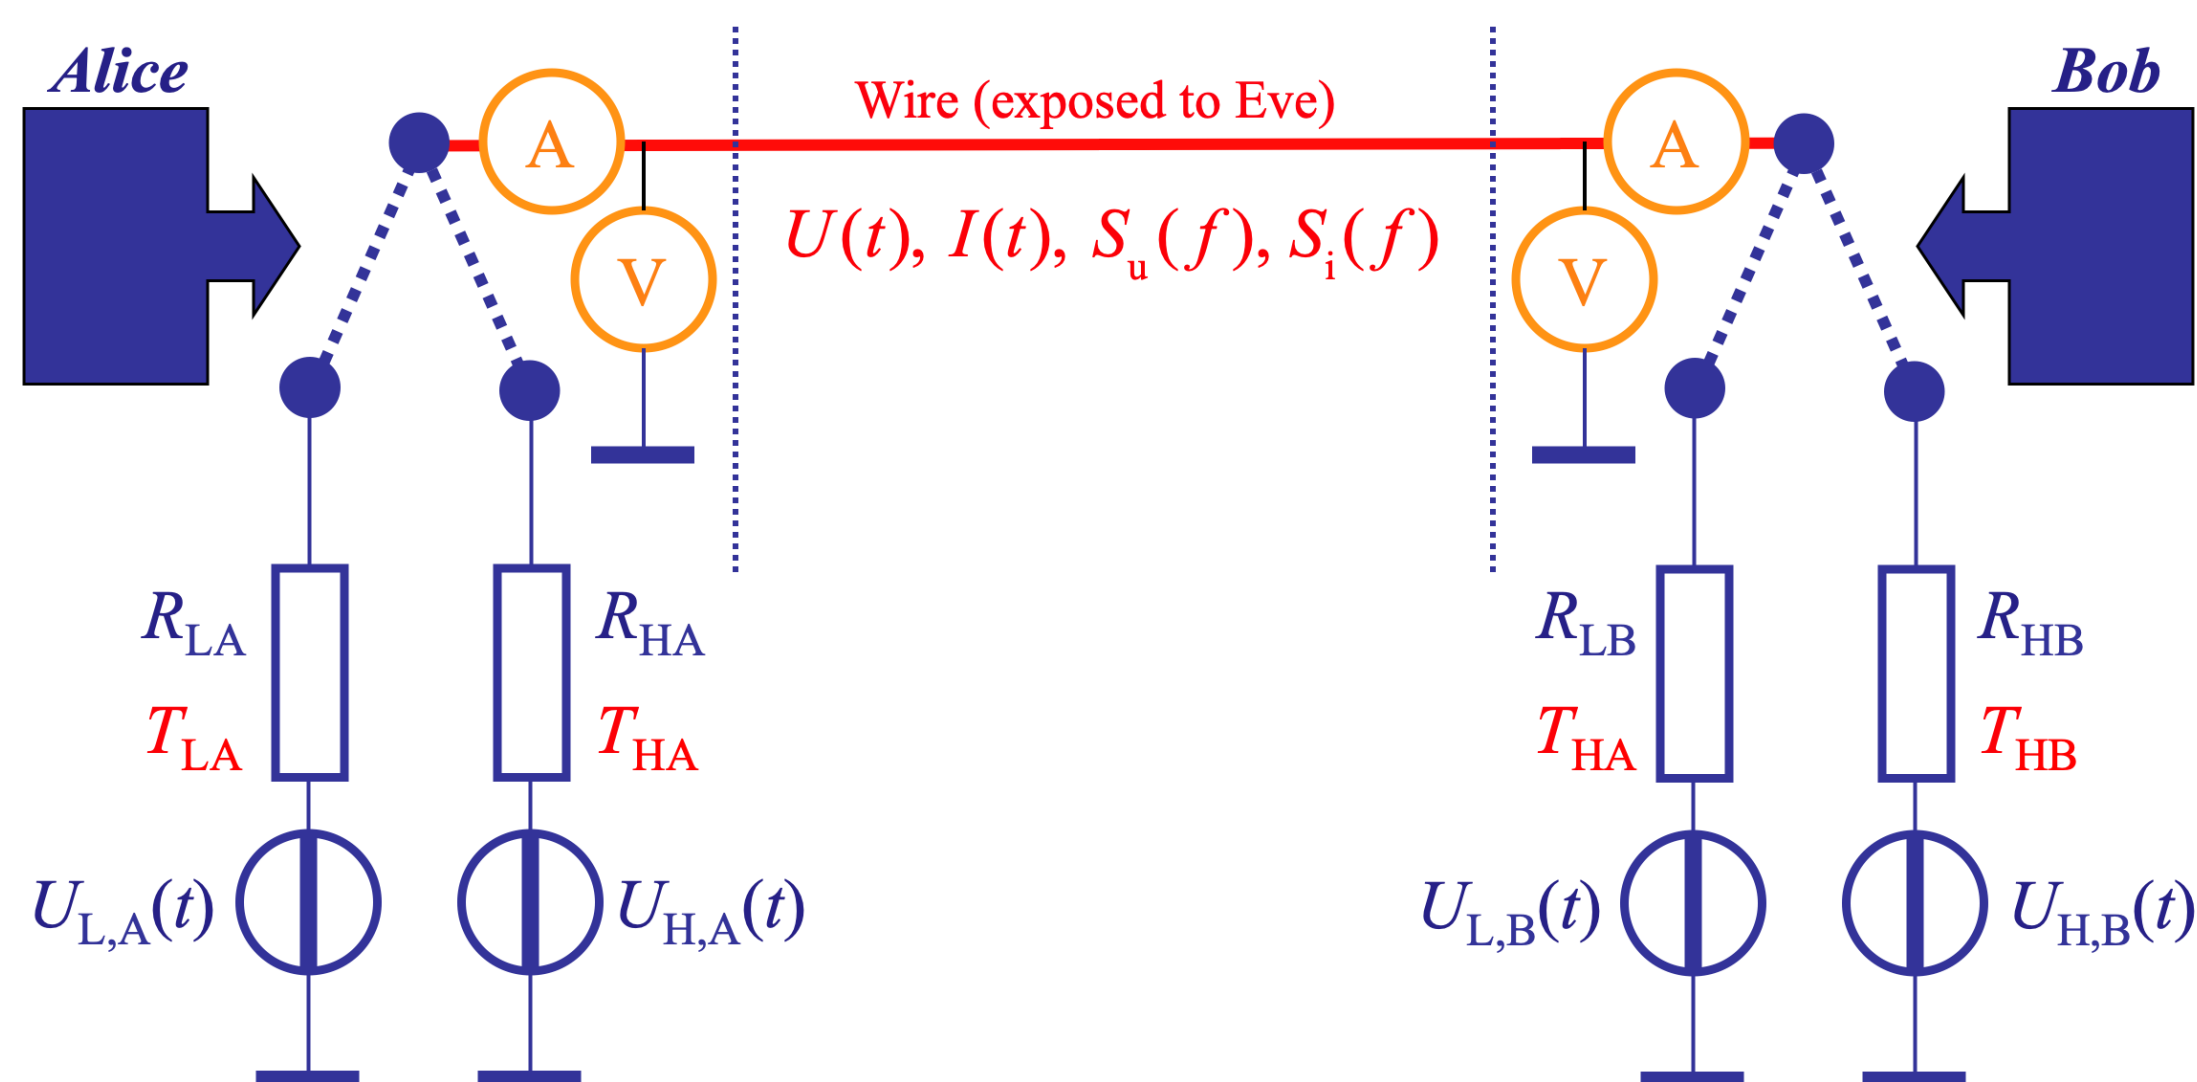 Alice
Bob
Wire (exposed to Eve)
A
A
U(t), I(t), S_u(f), S_i(f)
V
V
R_LA
R_HA
R_LB
R_HB
T_LA
T_HA
T_HA
T_HB
U_L,A(t)
U_H,A(t)
U_L,B(t)
U_H,B(t)